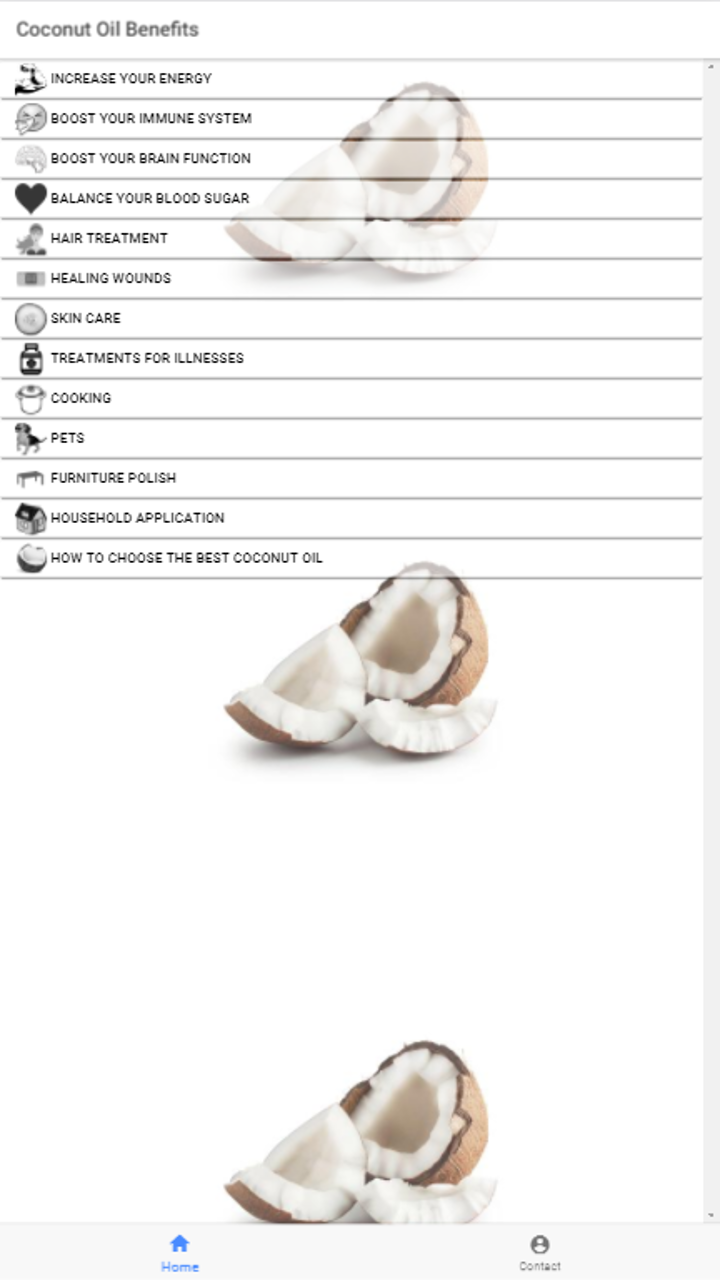 Coconut Oil Benefits
INCREASE YOUR ENERGY
BOOST YOUR IMMUNE SYSTEM
BOOST YOUR BRAIN FUNCTION
BALANCE YOUR BLOOD SUGAR
HAIR TREATMENT
HEALING WOUNDS
SKIN CARE
TREATMENTS FOR ILLNESSES
COOKING
PETS
FURNITURE POLISH
HOUSEHOLD APPLICATION
HOW TO CHOOSE THE BEST COCONUT OIL
Home
Contact